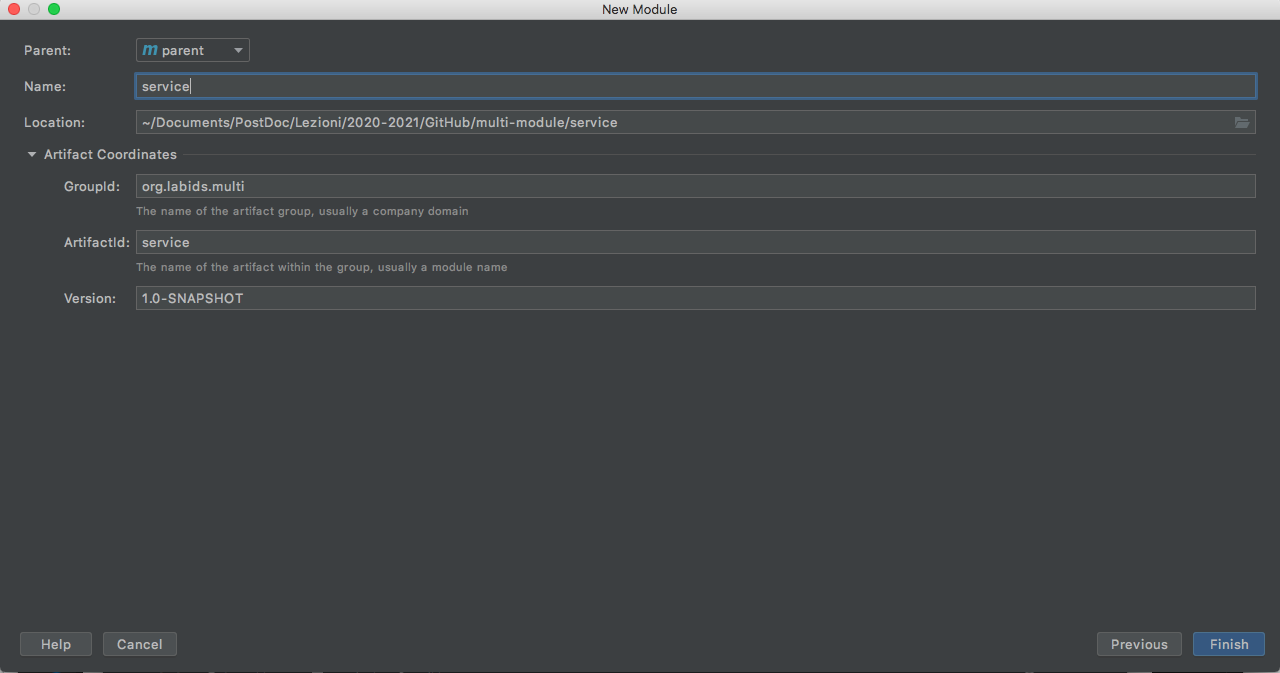 New Module
Parent: m parent
Name: service
Location: ~/Documents/PostDoc/Lezioni/2020-2021/GitHub/multi-module/service
Artifact Coordinates
GroupId: org.labids.multi
The name of the artifact group, usually a company domain
ArtifactId: service
The name of the artifact within the group, usually a module name
Version: 1.0-SNAPSHOT
Help Cancel Previous Finish